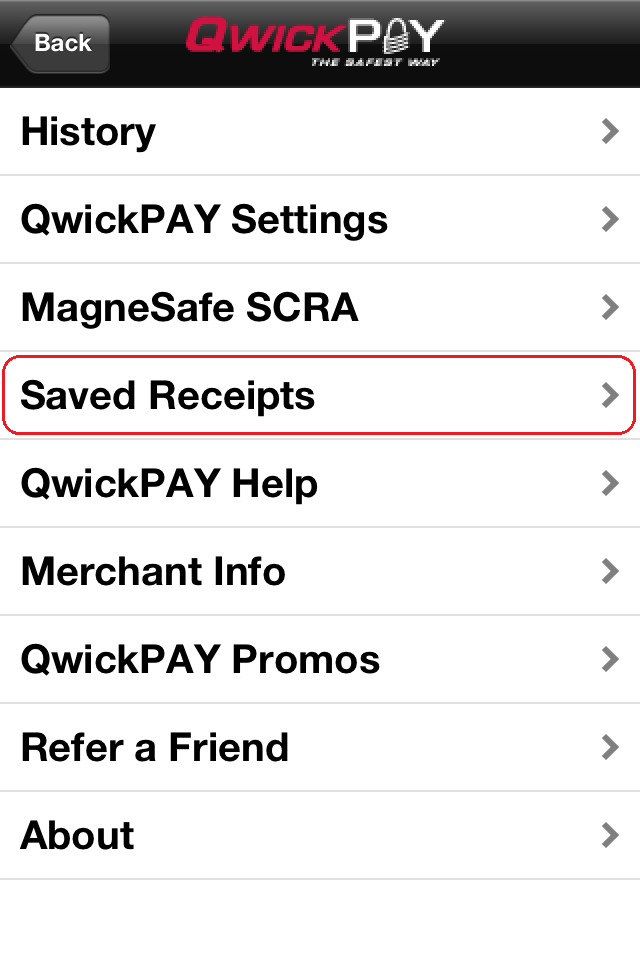 Back
QWICKPAY
THE SAFEST WAY
History
QwickPAY Settings
MagneSafe SCRA
Saved Receipts
QwickPAY Help
Merchant Info
QwickPAY Promos
Refer a Friend
About